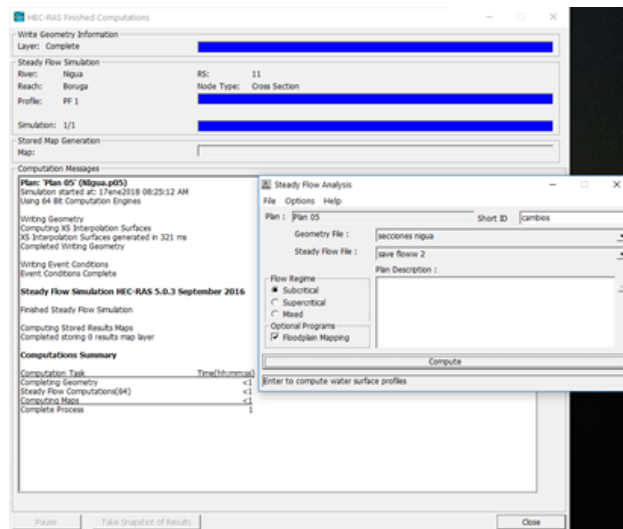 HEC-RAS Finished Computations
Write Geometry Information
Layer: Complete
Steady Flow Simulation
River: Nigua RS: 11
Reach: Boruga Node Type: Cross Section
Profile: PF 1
Simulation: 1/1
Stored Map Generation
Map:
Computation Messages
Plan: 'Plan 05' (Nigua.p05)
Simulation started at: 17ene2018 08:25:12 AM
Using 64 Bit Computation Engines
Writing Geometry
Computing XS Interpolation Surfaces
XS Interpolation Surfaces generated in 321 ms
Completed Writing Geometry
Writing Event Conditions
Event Conditions Complete
Steady Flow Simulation HEC-RAS 5.0.3 September 2016
Finished Steady Flow Simulation
Computing Stored Results Maps
Completed storing 0 results map layer
Computations Summary
Computation Task Time(hh:mm:ss)
Completing Geometry <1
Steady Flow Computations(64) <1
Computing Maps <1
Complete Process 1
Pause Take Snapshot of Results Close
Steady Flow Analysis
File Options Help
Plan : Plan 05 Short ID cambios
Geometry File : secciones nigua
Steady Flow File : save floww 2
Plan Description :
Flow Regime
Subcritical
Supercritical
Mixed
Optional Programs
Floodplain Mapping
Compute
Enter to compute water surface profiles